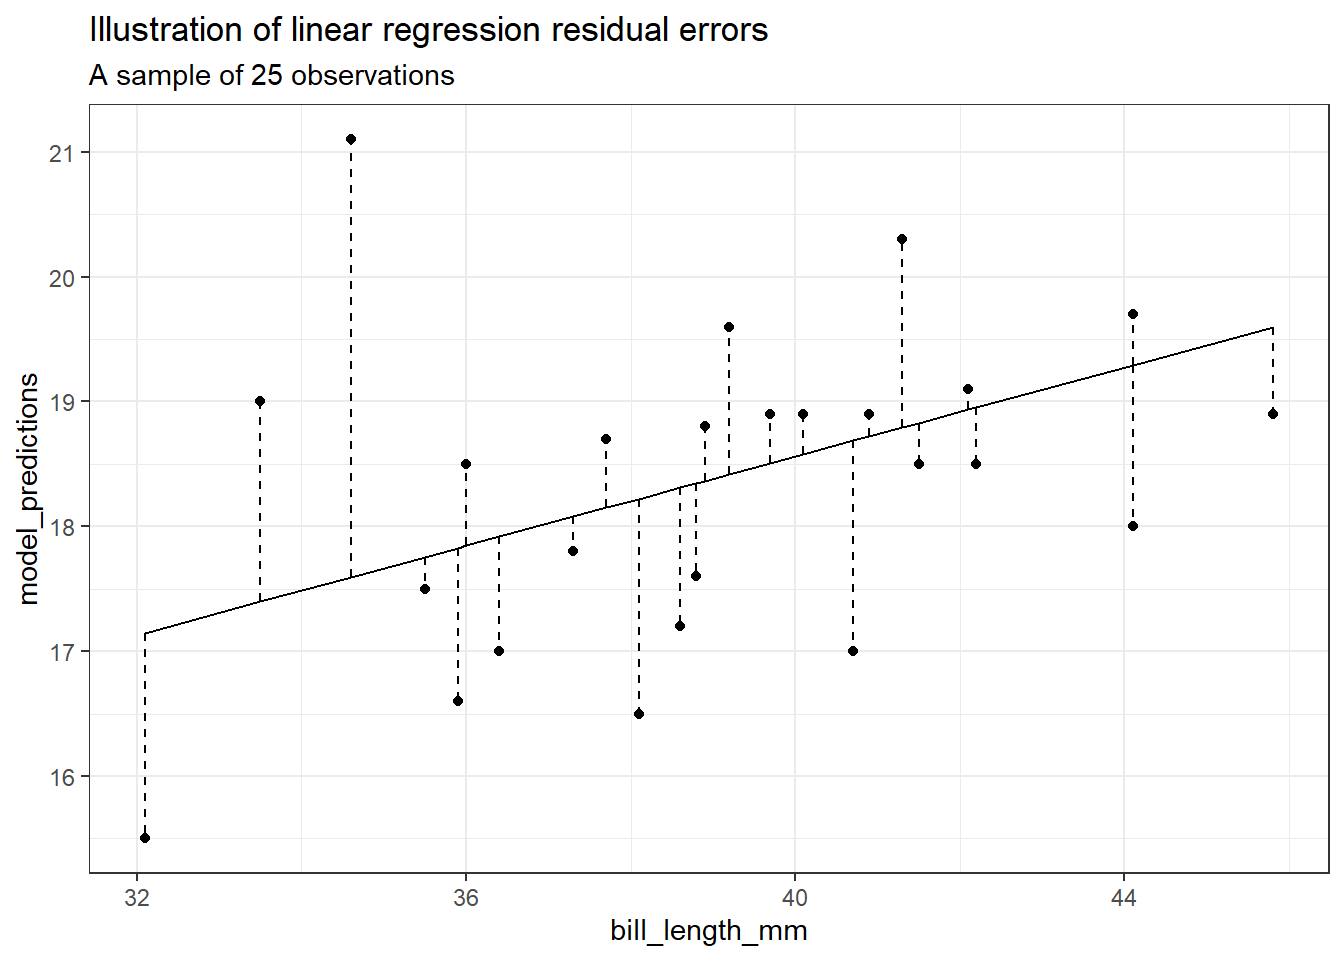 Illustration of linear regression residual errors
A sample of 25 observations
21
20
19
18
17
16
model_predictions
32
36
40
44
bill_length_mm